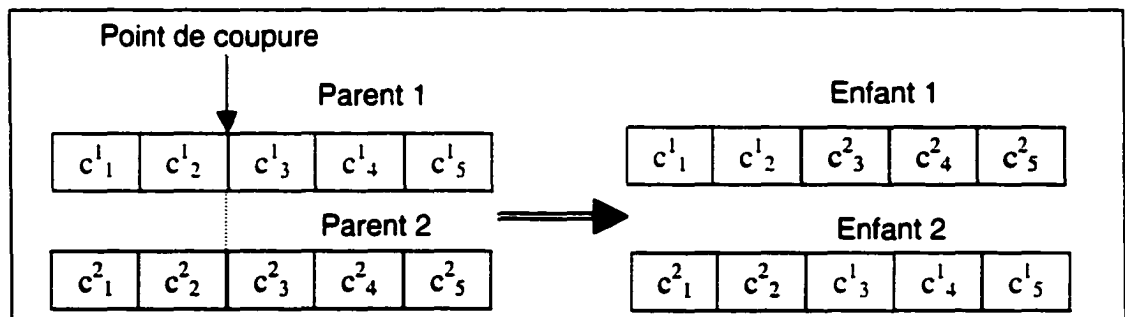 Point de coupure
Parent 1
c¹₁ c¹₂ c¹₃ c¹₄ c¹₅
Parent 2
c²₁ c²₂ c²₃ c²₄ c²₅
Enfant 1
c¹₁ c¹₂ c²₃ c²₄ c²₅
Enfant 2
c²₁ c²₂ c¹₃ c¹₄ c¹₅